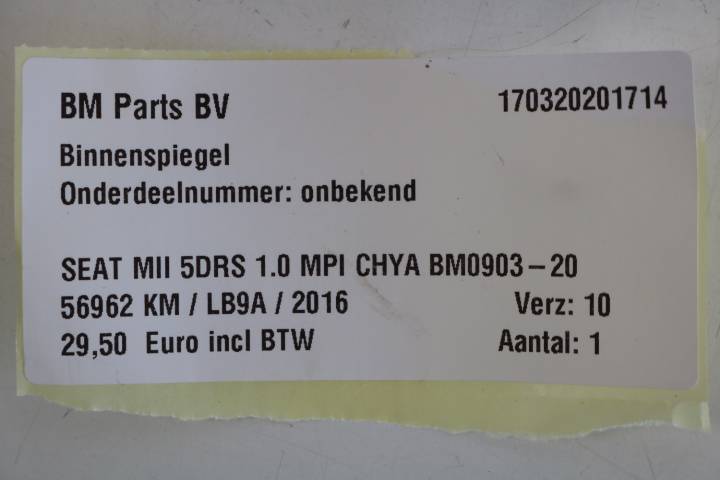 BM Parts BV 170320201714
Binnenspiegel
Onderdeelnummer: onbekend
SEAT MII 5DRS 1.0 MPI CHYA BM0903-20
56962 KM / LB9A / 2016 Verz: 10
29,50 Euro incl BTW Aantal: 1